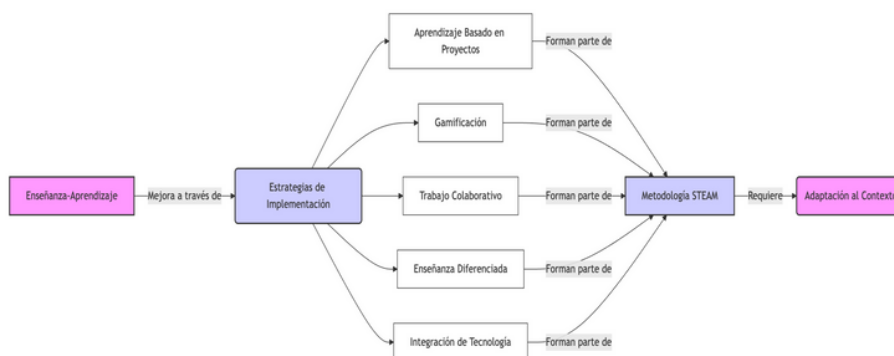 Aprendizaje Basado en
Proyectos
Forman parte de
Gamificación
Forman parte de
Enseñanza-Aprendizaje
Mejora a través de
Estrategias de
Implementación
Trabajo Colaborativo
Forman parte de
Metodología STEAM
Requiere
Adaptación al Contexto
Enseñanza Diferenciada
Forman parte de
Integración de Tecnología
Forman parte de